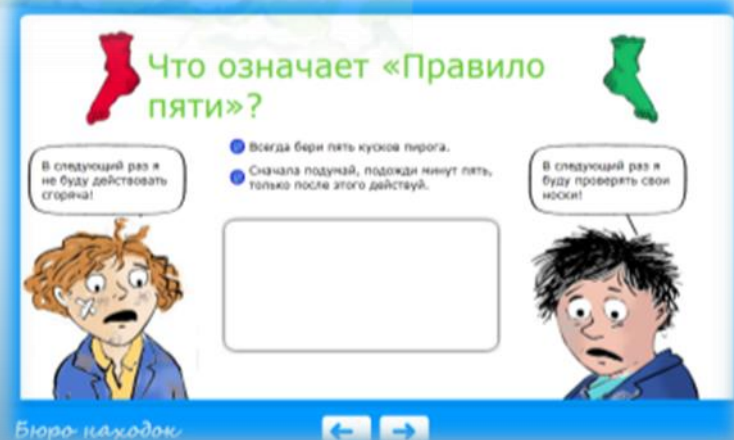 Что означает «Правило
пяти»?
Всегда бери пять кусков пирога.
Сначала подумай, подожди минут пять,
только после этого действуй.
В следующий раз я
не буду действовать
сгоряча!
В следующий раз я
буду проверять свои
носки!
Бюро находок